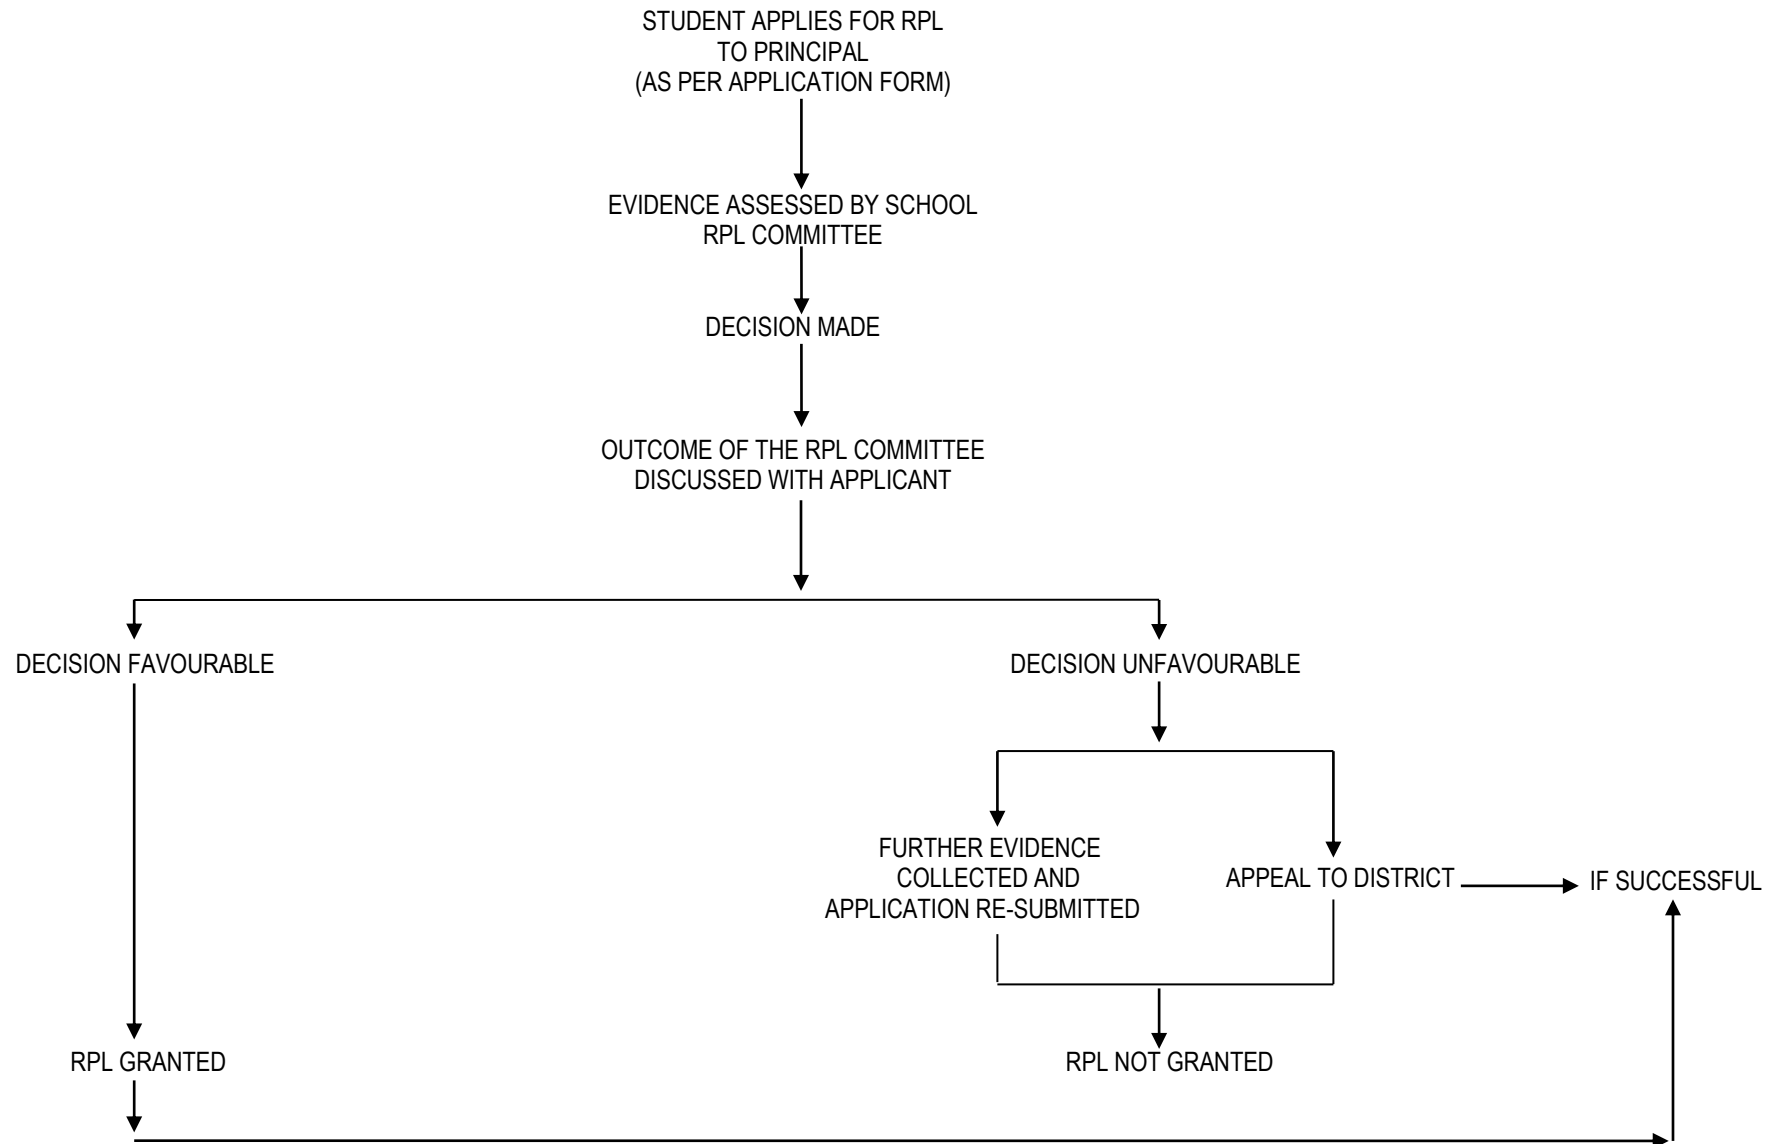 STUDENT APPLIES FOR RPL
TO PRINCIPAL
(AS PER APPLICATION FORM)
EVIDENCE ASSESSED BY SCHOOL
RPL COMMITTEE
DECISION MADE
OUTCOME OF THE RPL COMMITTEE
DISCUSSED WITH APPLICANT
DECISION FAVOURABLE
DECISION UNFAVOURABLE
FURTHER EVIDENCE
COLLECTED AND
APPLICATION RE-SUBMITTED
APPEAL TO DISTRICT
IF SUCCESSFUL
RPL GRANTED
RPL NOT GRANTED